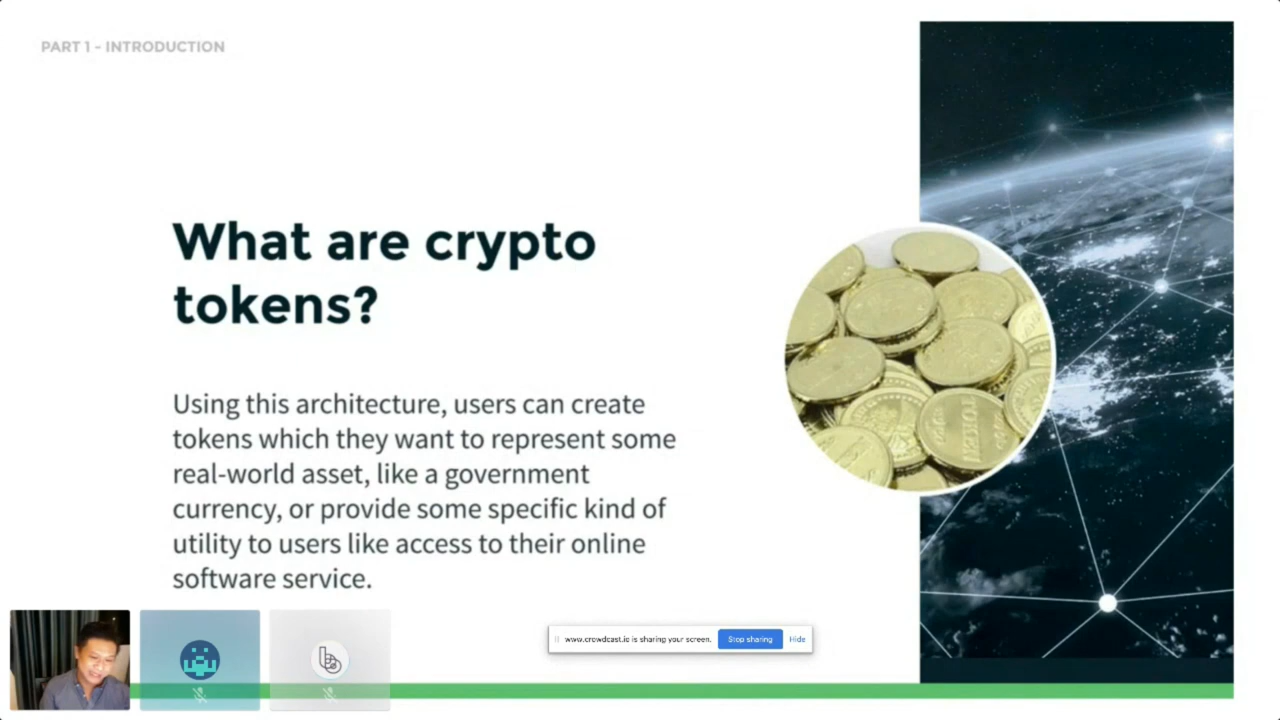 PART 1 - INTRODUCTION
What are crypto
tokens?
Using this architecture, users can create
tokens which they want to represent some
real-world asset, like a government
currency, or provide some specific kind of
utility to users like access to their online
software service.
TOKEN
www.crowdcast.io is sharing your screen. Stop sharing Hide